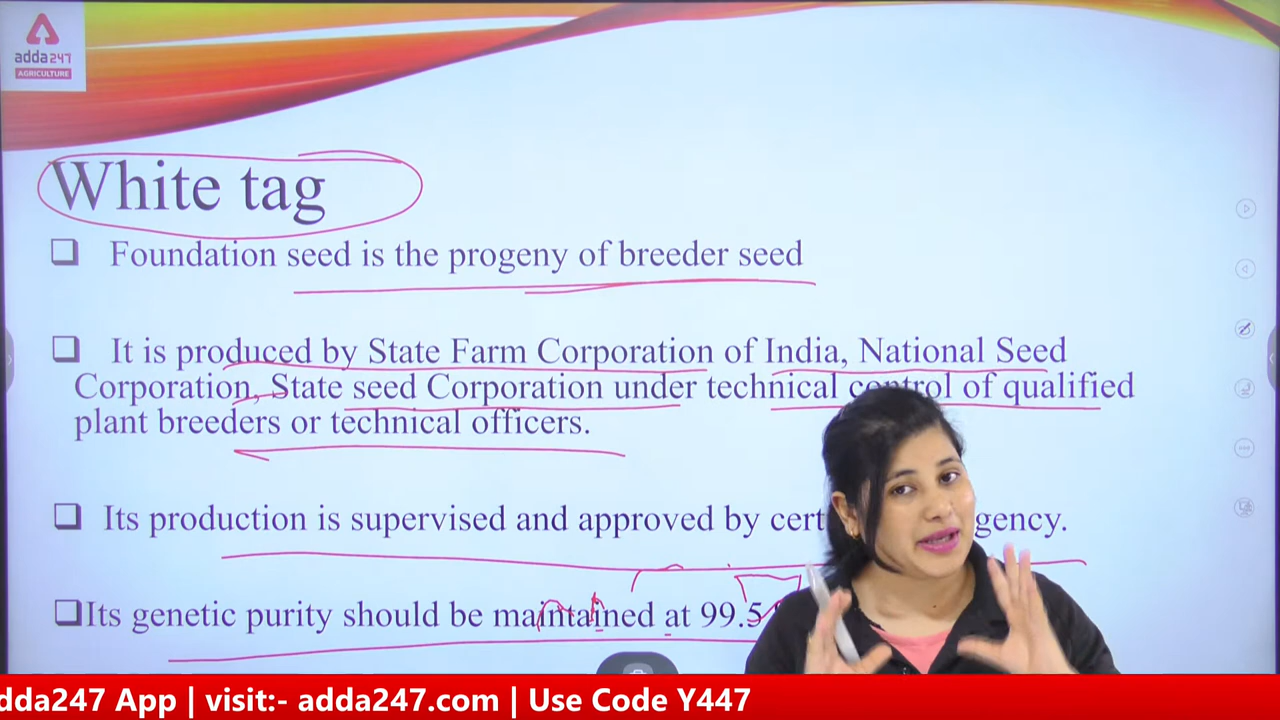 adda247
AGRICULTURE
White tag
Foundation seed is the progeny of breeder seed
It is produced by State Farm Corporation of India, National Seed
Corporation, State seed Corporation under technical control of qualified
plant breeders or technical officers.
Its production is supervised and approved by cert gency.
Its genetic purity should be maintained at 99.5
dda247 App | visit:- adda247.com | Use Code Y447